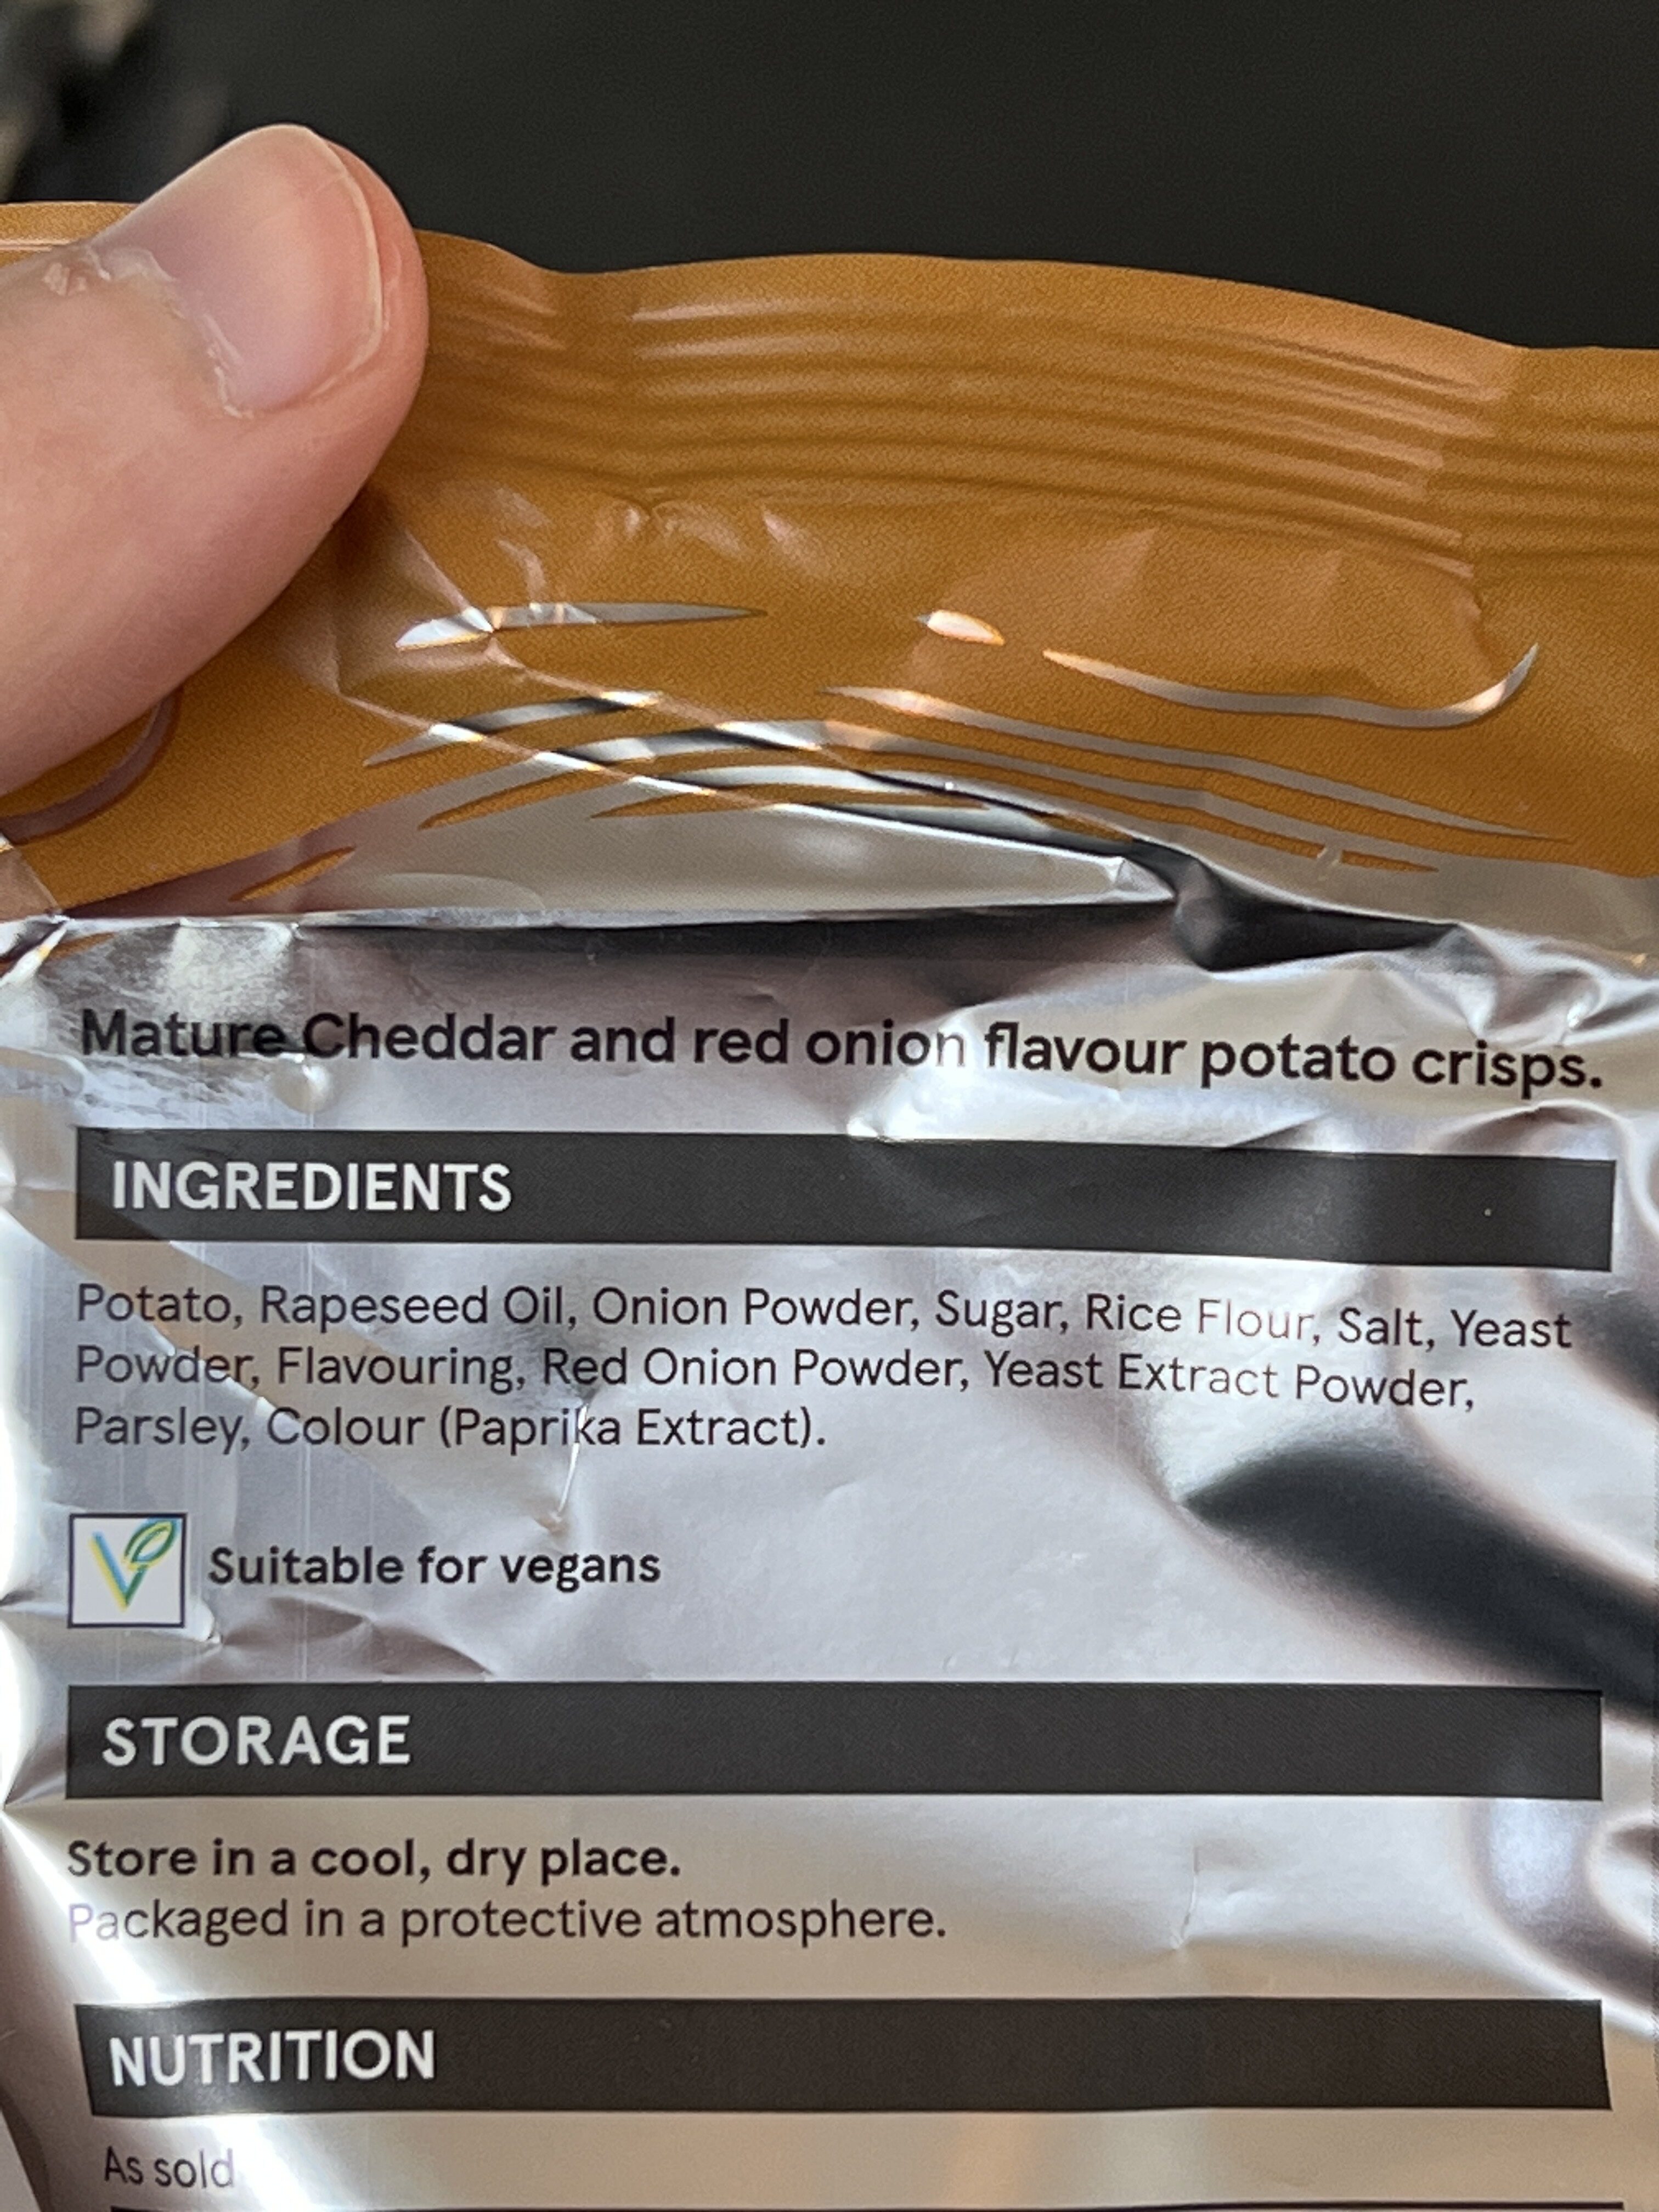 Mature Cheddar and red onion flavour potato crisps.
INGREDIENTS
Potato, Rapeseed Oil, Onion Powder, Sugar, Rice Flour, Salt, Yeast
Powder, Flavouring, Red Onion Powder, Yeast Extract Powder,
Parsley, Colour (Paprika Extract).
Suitable for vegans
STORAGE
Store in a cool, dry place.
Packaged in a protective atmosphere.
NUTRITION
As sold